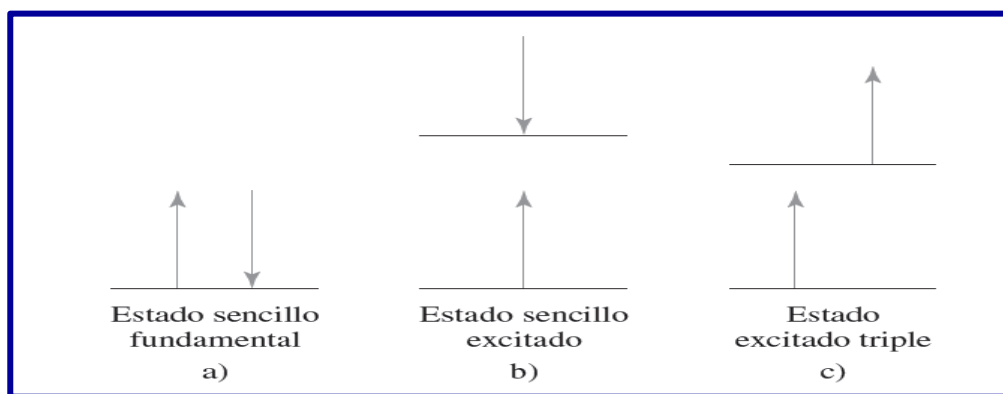 Estado sencillo
fundamental
a)
Estado sencillo
excitado
b)
Estado
excitado triple
c)